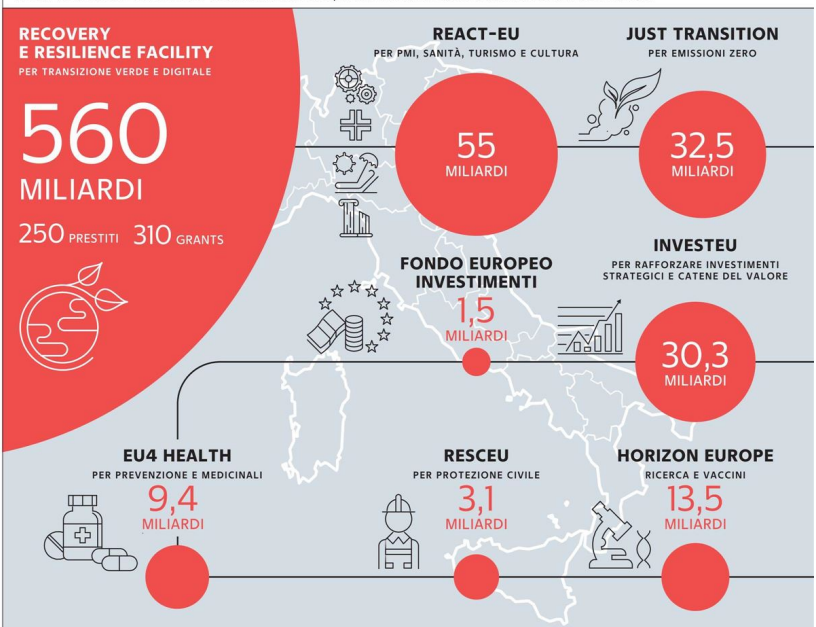 RECOVERY
E RESILIENCE FACILITY
PER TRANSIZIONE VERDE E DIGITALE
560
MILIARDI
250 PRESTITI 310 GRANTS
REACT-EU
PER PMI, SANITÀ, TURISMO E CULTURA
55
MILIARDI
JUST TRANSITION
PER EMISSIONI ZERO
32,5
MILIARDI
FONDO EUROPEO
INVESTIMENTI
1,5
MILIARDI
INVESTEU
PER RAFFORZARE INVESTIMENTI
STRATEGICI E CATENE DEL VALORE
30,3
MILIARDI
EU4 HEALTH
PER PREVENZIONE E MEDICINALI
9,4
MILIARDI
RESCEU
PER PROTEZIONE CIVILE
3,1
MILIARDI
HORIZON EUROPE
RICERCA E VACCINI
13,5
MILIARDI